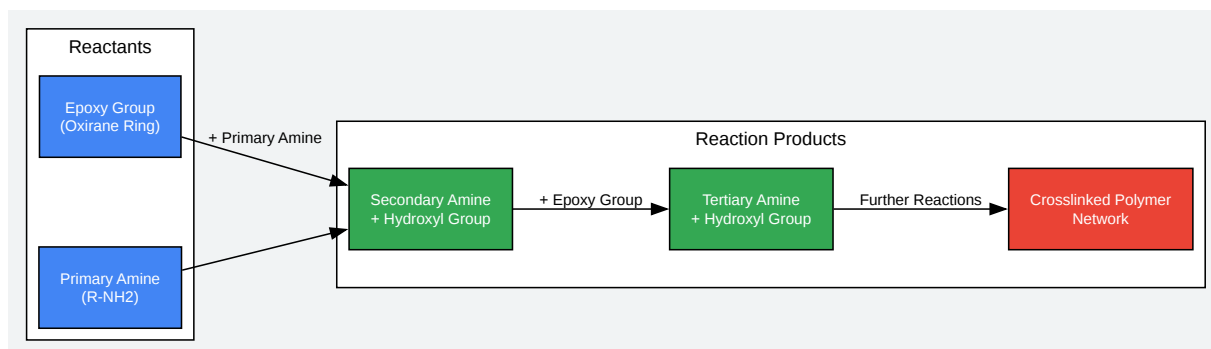 Reactants
Epoxy Group
(Oxirane Ring)
+ Primary Amine
Primary Amine
(R-NH2)
Reaction Products
Secondary Amine
+ Hydroxyl Group
+ Epoxy Group
Tertiary Amine
+ Hydroxyl Group
Further Reactions
Crosslinked Polymer
Network